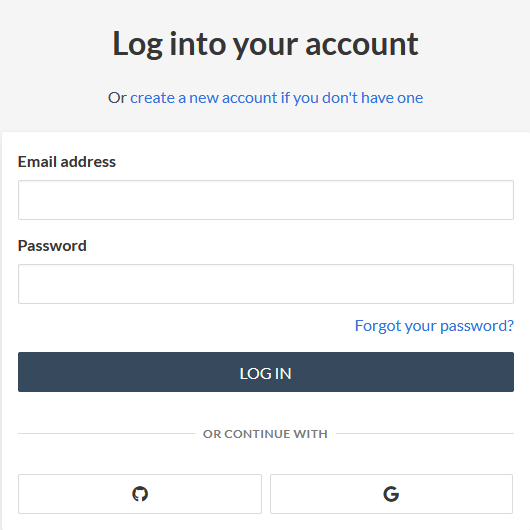 Log into your account
Or create a new account if you don't have one
Email address
Password
Forgot your password?
LOG IN
OR CONTINUE WITH